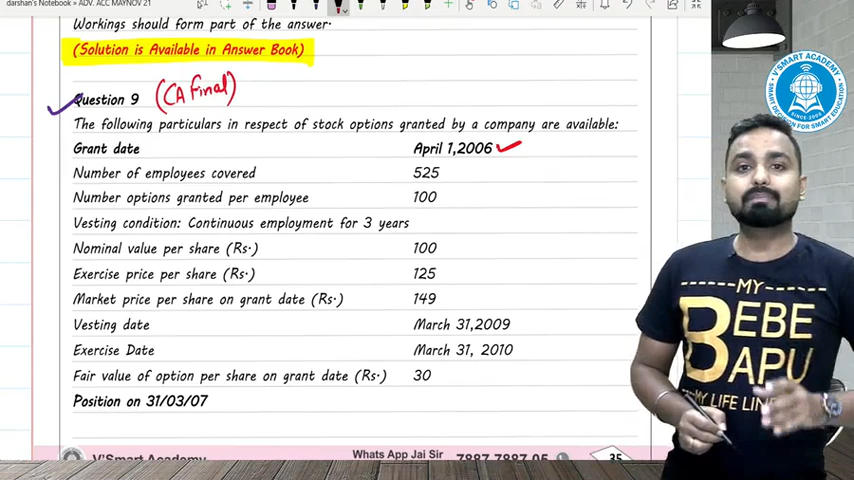 darshan's Notebook » ADV. ACC MAYNOV 21
Workings should form part of the answer.
(Solution is Available in Answer Book)
Question 9 (CA Final)
The following particulars in respect of stock options granted by a company are available:
Grant date April 1,2006
Number of employees covered 525
Number options granted per employee 100
Vesting condition: Continuous employment for 3 years
Nominal value per share (Rs.) 100
Exercise price per share (Rs.) 125
Market price per share on grant date (Rs.) 149
Vesting date March 31,2009
Exercise Date March 31, 2010
Fair value of option per share on grant date (Rs.) 30
Position on 31/03/07
V'Smart Academy Whats App Jai Sir 7887 7887 05 35
V'SMART ACADEMY
SMART DECISION FOR SMART EDUCATION
SINCE-2008
MY
BEBE
BAPU
MY LIFE LINE